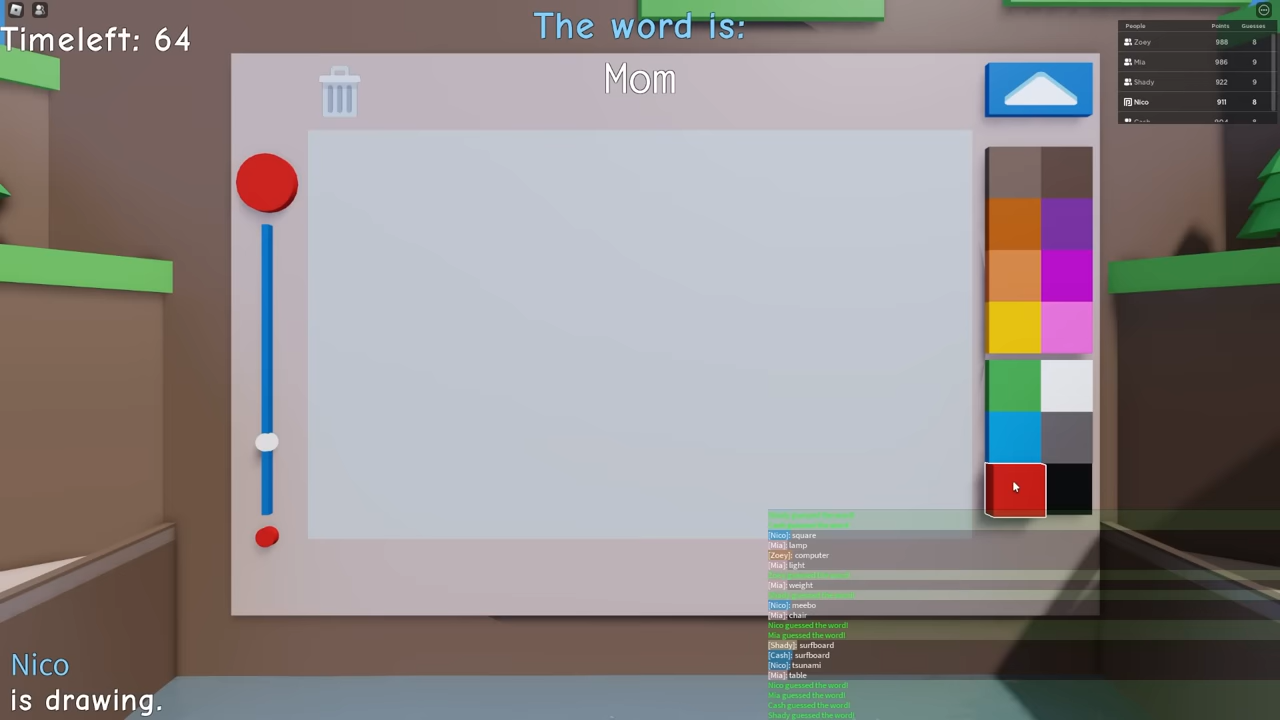 Timeleft: 64
The word is:
Mom
People Points Guesses
Zoey 988 8
Mia 986 9
Shady 922 9
Nico 911 8
[Nico]: square
[Mia]: lamp
[Zoey]: computer
[Mia]: light
[Mia]: weight
[Nico]: meebo
[Mia]: chair
Nico guessed the word!
Mia guessed the word!
[Shady]: surfboard
[Cash]: surfboard
[Nico]: tsunami
[Mia]: table
Nico guessed the word!
Mia guessed the word!
Cash guessed the word!
Shady guessed the word!
Nico
is drawing.